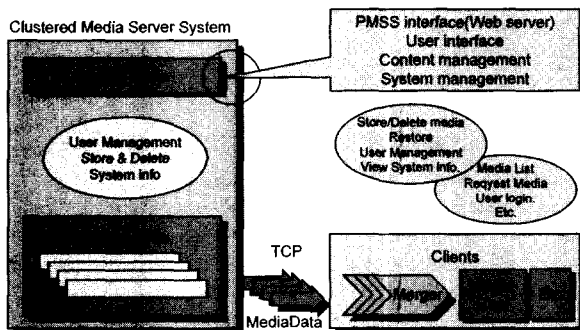 Clustered Media Server System
PMSS interface(Web server)
User interface
Content management
System management
User Management
Store & Delete
System info
Store/Delete media
Restore
User Management
View System Info.
Media List
Reqyest Media
User login.
Etc.
TCP
MediaData
Clients
Merger